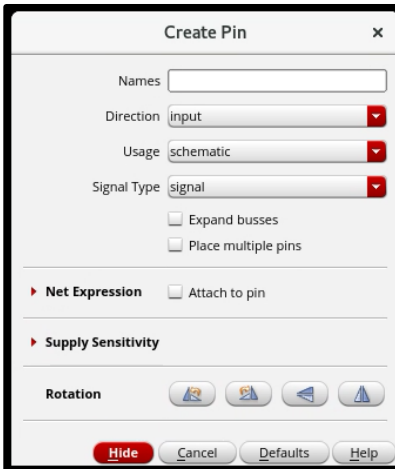 Create Pin ×
Names
Direction input
Usage schematic
Signal Type signal
Expand busses
Place multiple pins
Net Expression Attach to pin
Supply Sensitivity
Rotation
Hide Cancel Defaults Help